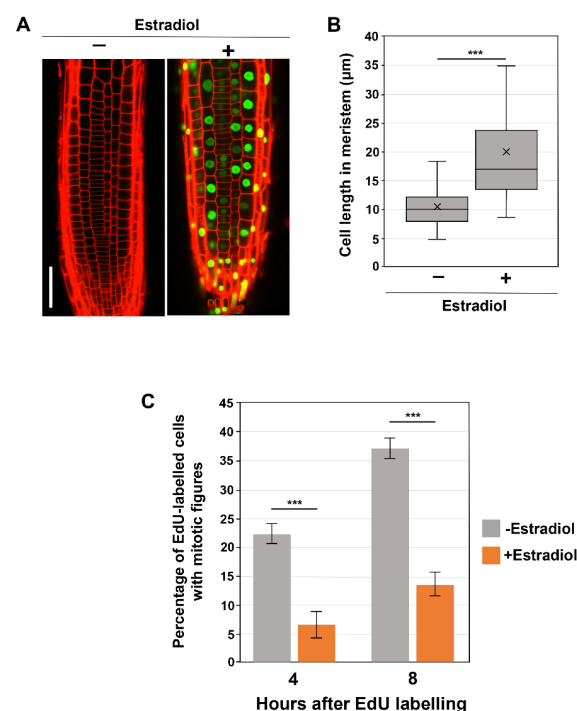 A
Estradiol
− +
B
Cell length in meristem (µm)
40
35
30
25
20
15
10
5
0
***
− +
Estradiol
C
Percentage of EdU-labelled cells
with mitotic figures
45
40
35
30
25
20
15
10
5
0
***
***
4 8
Hours after EdU labelling
-Estradiol
+Estradiol